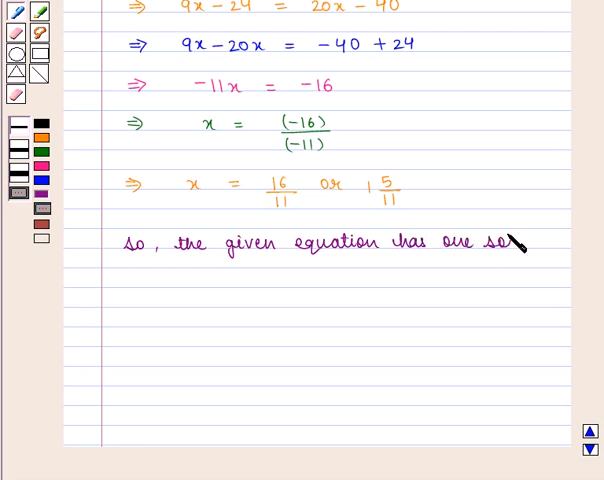 ⇒ 9x - 24 = 20x - 40
⇒ 9x - 20x = -40 + 24
⇒ -11x = -16
⇒ x = (-16)/(-11)
⇒ x = 16/11 or 1 5/11
so, the given equation has one so